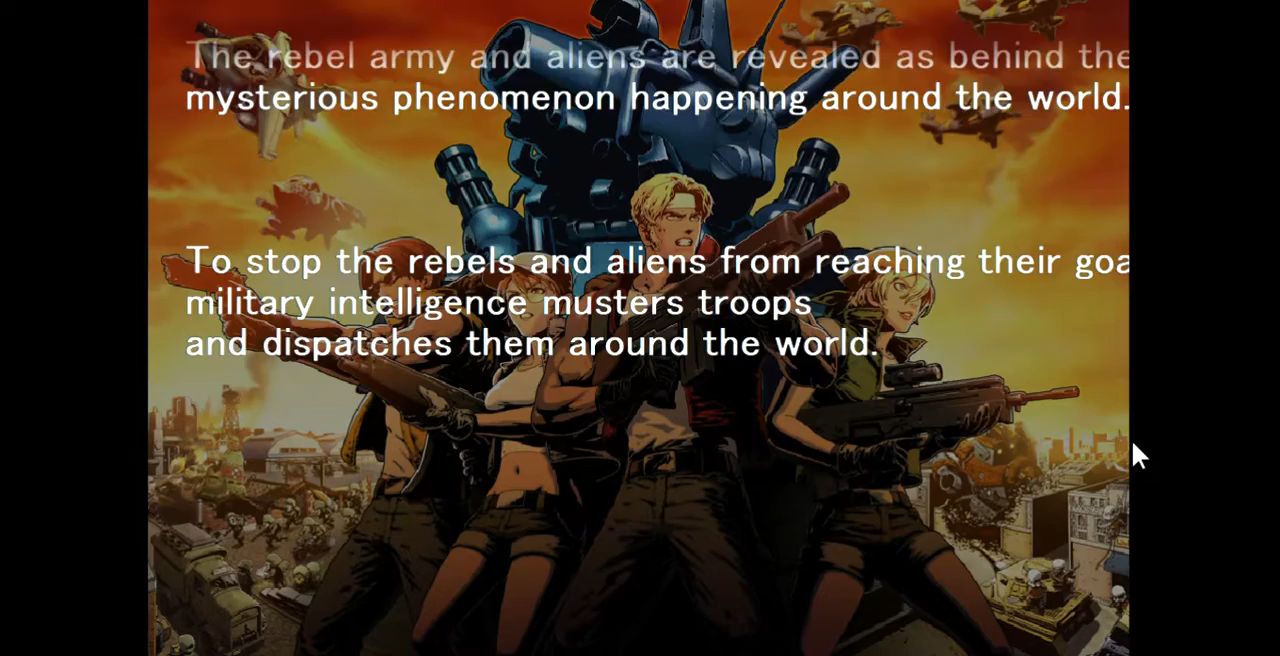 The rebel army and aliens are revealed as behind the
mysterious phenomenon happening around the world.
To stop the rebels and aliens from reaching their goa
military intelligence musters troops
and dispatches them around the world.